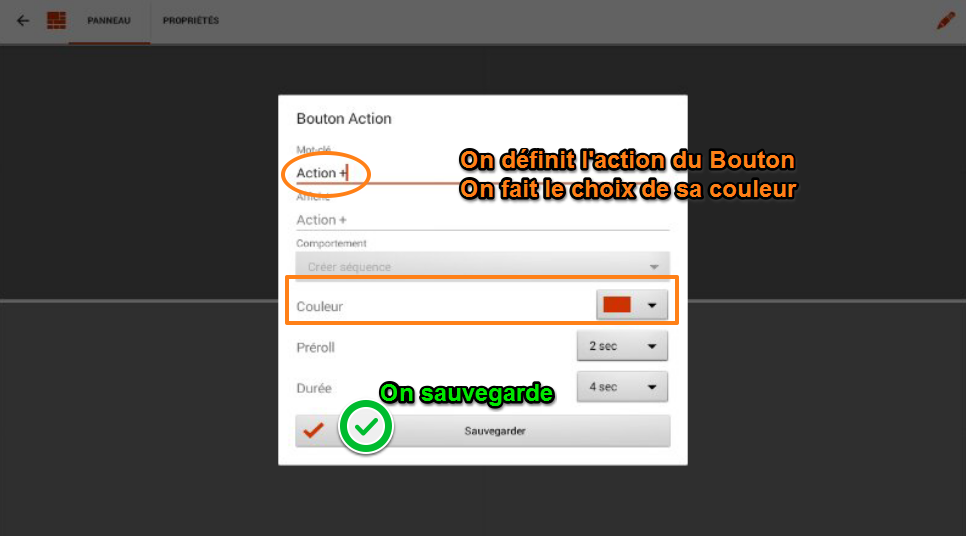 PANNEAU
PROPRIÉTÉS
Bouton Action
Mot-clé
Action +
On définit l'action du Bouton
On fait le choix de sa couleur
Affiché
Action +
Comportement
Créer séquence
Couleur
Préroll
2 sec
Durée
4 sec
On sauvegarde
Sauvegarder